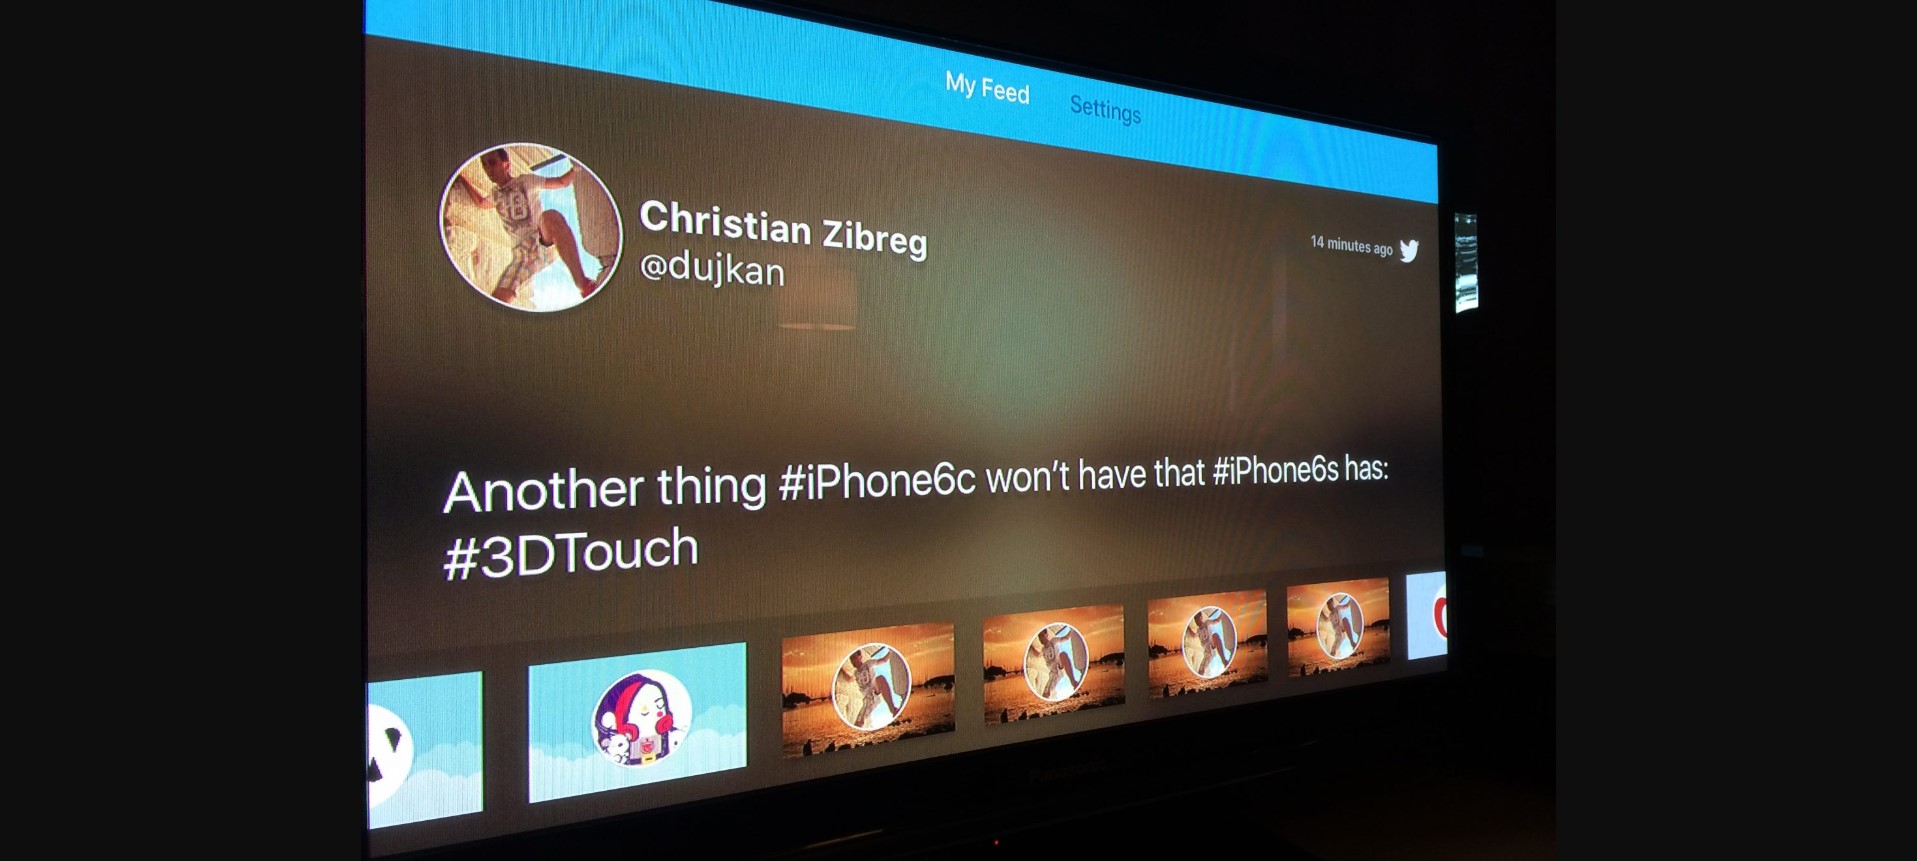 My Feed Settings
Christian Zibreg
@dujkan
14 minutes ago
Another thing #iPhone6c won't have that #iPhone6s has:
#3DTouch